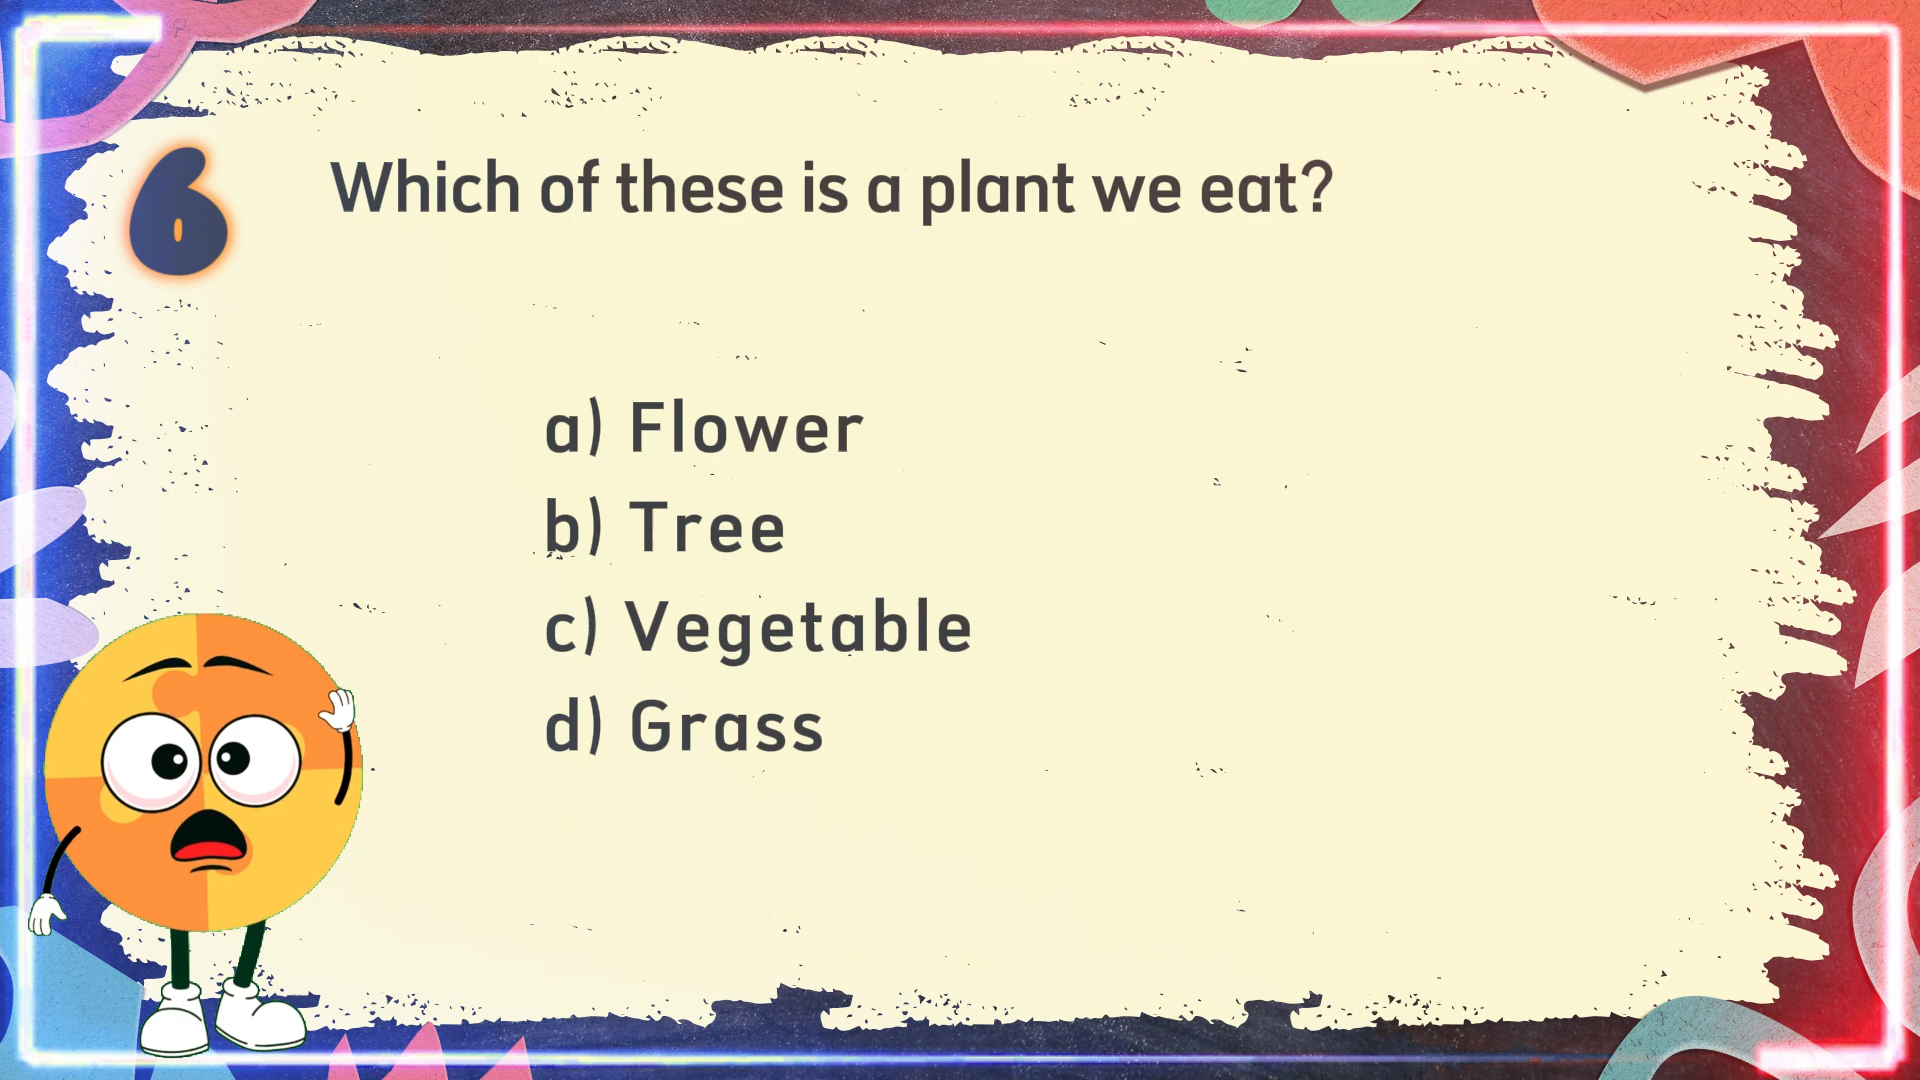 6
Which of these is a plant we eat?
a) Flower
b) Tree
c) Vegetable
d) Grass